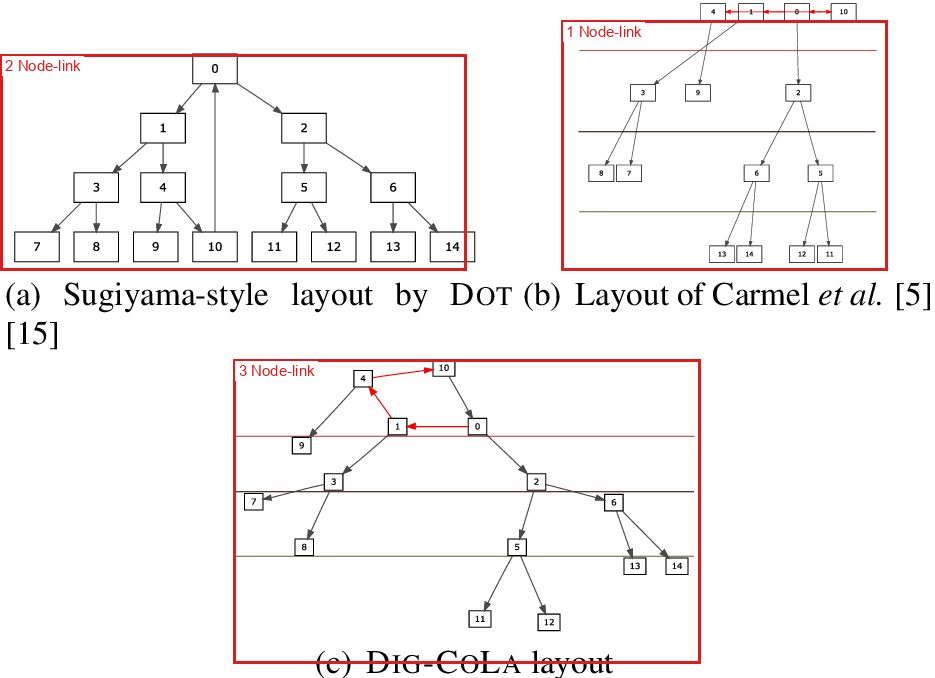 4 1 0 10
1 Node-link
2 Node-link
0
1 2
3 9 2
3 4 5 6
8 7 6 5
7 8 9 10 11 12 13 14
13 14 12 11
(a) Sugiyama-style layout by DOT (b) Layout of Carmel et al. [5]
[15]
3 Node-link
4 10
1 0
9
3 2
7 6
8 5
13 14
11 12
(c) DIG-COLA layout